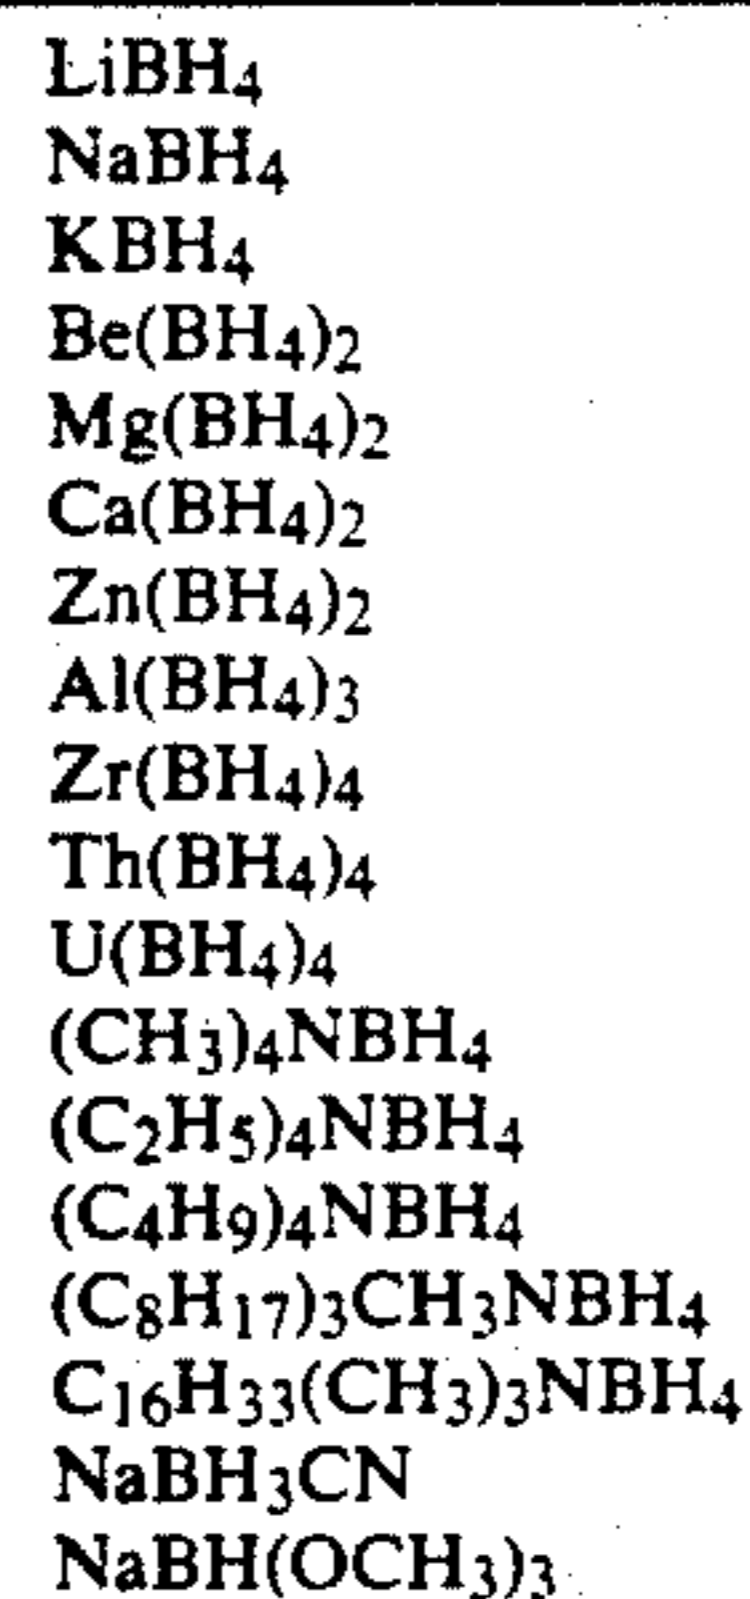 LiBH4
NaBH4
KBH4
Be(BH4)2
Mg(BH4)2
Ca(BH4)2
Zn(BH4)2
Al(BH4)3
Zr(BH4)4
Th(BH4)4
U(BH4)4
(CH3)4NBH4
(C2H5)4NBH4
(C4H9)4NBH4
(C8H17)3CH3NBH4
C16H33(CH3)3NBH4
NaBH3CN
NaBH(OCH3)3